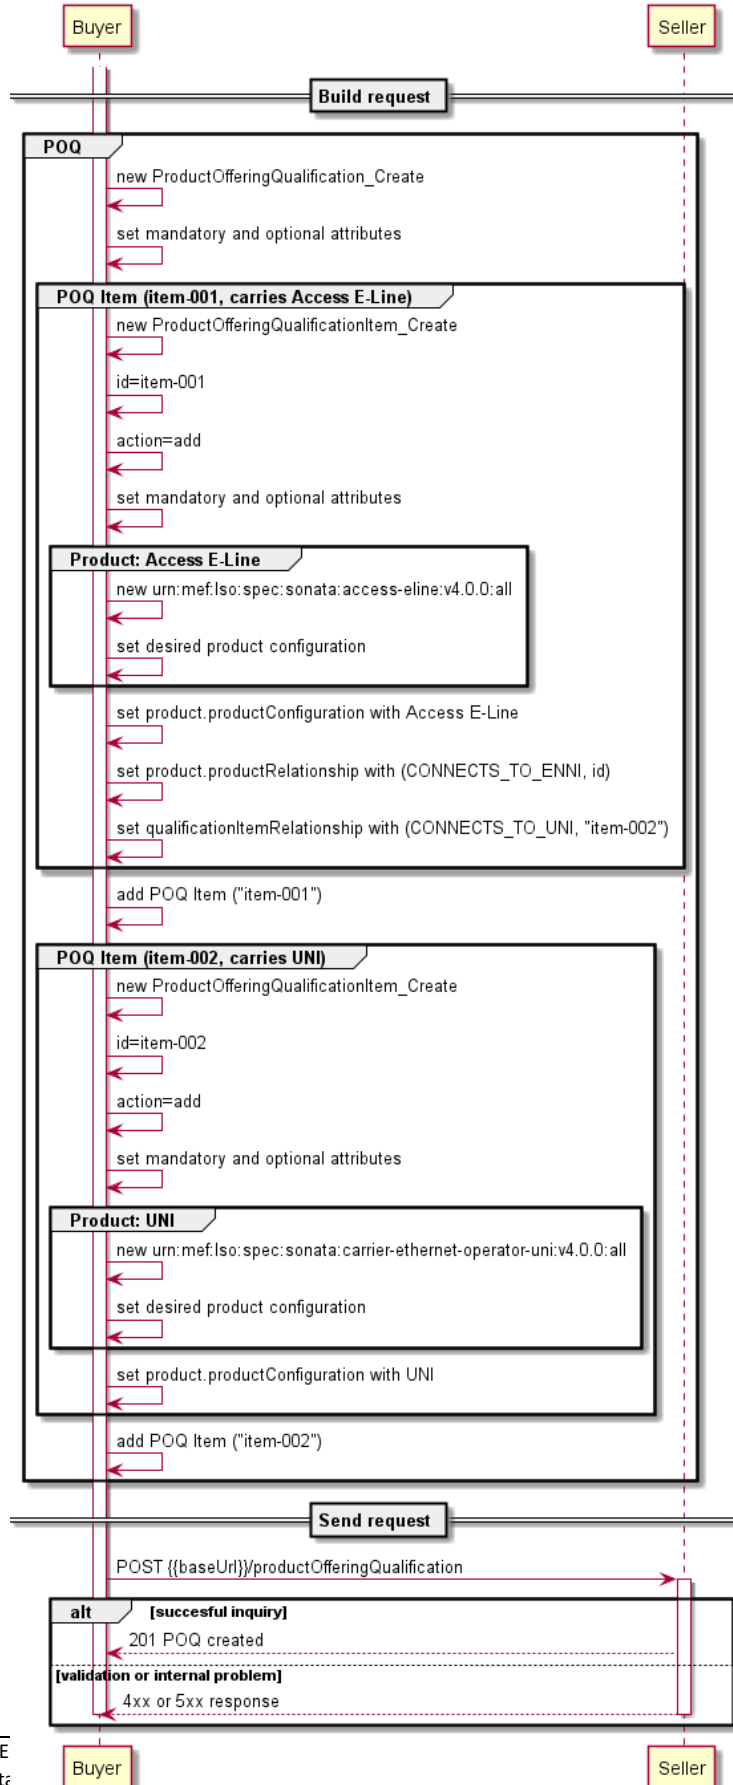 Buyer
Seller
Build request
POQ
new ProductOfferingQualification_Create
set mandatory and optional attributes
POQ Item (item-001, carries Access E-Line)
new ProductOfferingQualificationItem_Create
id=item-001
action=add
set mandatory and optional attributes
Product: Access E-Line
new urn:mef:lso:spec:sonata:access-eline:v4.0.0:all
set desired product configuration
set product.productConfiguration with Access E-Line
set product.productRelationship with (CONNECTS_TO_ENNI, id)
set qualificationItemRelationship with (CONNECTS_TO_UNI, "item-002")
add POQ Item ("item-001")
POQ Item (item-002, carries UNI)
new ProductOfferingQualificationItem_Create
id=item-002
action=add
set mandatory and optional attributes
Product: UNI
new urn:mef:lso:spec:sonata:carrier-ethernet-operator-uni:v4.0.0:all
set desired product configuration
set product.productConfiguration with UNI
add POQ Item ("item-002")
Send request
POST {{baseUrl}}/productOfferingQualification
alt [succesful inquiry]
201 POQ created
[validation or internal problem]
4xx or 5xx response
Buyer
Seller